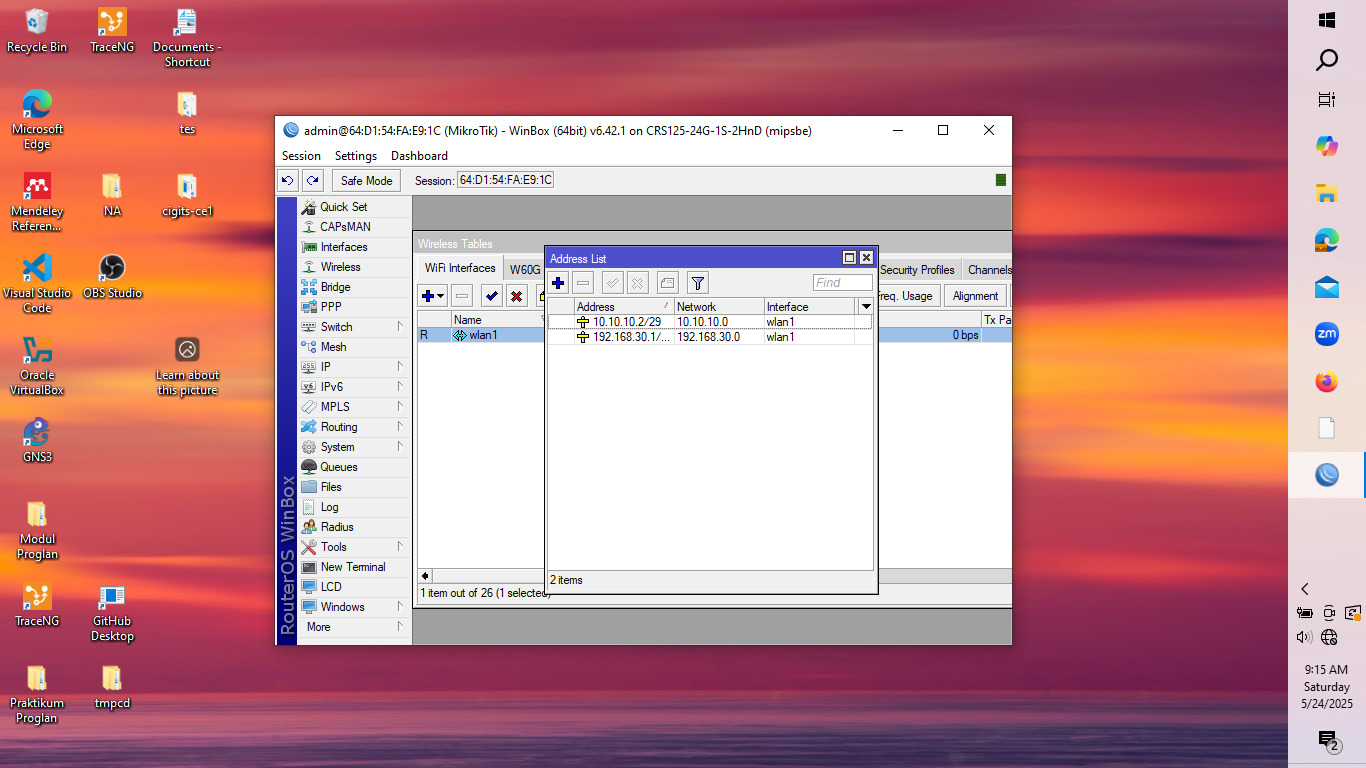 Recycle Bin
TraceNG
Documents -
Shortcut
Microsoft
Edge
tes
Mendeley
Referen...
NA
cigits-ce1
Visual Studio
Code
OBS Studio
Oracle
VirtualBox
Learn about
this picture
GNS3
Modul
Proglan
TraceNG
GitHub
Desktop
Praktikum
Proglan
tmpcd
admin@64:D1:54:FA:E9:1C (MikroTik) - WinBox (64bit) v6.42.1 on CRS125-24G-1S-2HnD (mipsbe)
Session Settings Dashboard
Safe Mode Session: 64:D1:54:FA:E9:1C
RouterOS WinBox
Quick Set
CAPsMAN
Interfaces
Wireless
Bridge
PPP
Switch
Mesh
IP
IPv6
MPLS
Routing
System
Queues
Files
Log
Radius
Tools
New Terminal
LCD
Windows
More
Wireless Tables
WiFi Interfaces W60G Security Profiles Channels
Freq. Usage Alignment
Name Tx Pa
R wlan1 0 bps
1 item out of 26 (1 selected)
Address List
Find
Address Network Interface
10.10.10.2/29 10.10.10.0 wlan1
192.168.30.1/... 192.168.30.0 wlan1
2 items
zm
9:15 AM
Saturday
5/24/2025
2